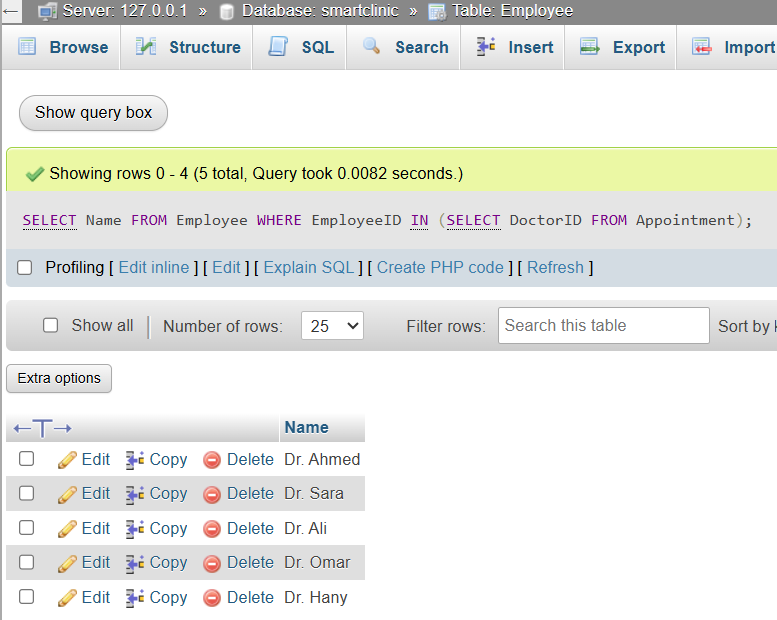 Server: 127.0.0.1 » Database: smartclinic » Table: Employee
Browse Structure SQL Search Insert Export Import
Show query box
Showing rows 0 - 4 (5 total, Query took 0.0082 seconds.)
SELECT Name FROM Employee WHERE EmployeeID IN (SELECT DoctorID FROM Appointment);
Profiling [ Edit inline ] [ Edit ] [ Explain SQL ] [ Create PHP code ] [ Refresh ]
Show all Number of rows: 25 Filter rows: Search this table Sort by
Extra options
←T→ Name
Edit Copy Delete Dr. Ahmed
Edit Copy Delete Dr. Sara
Edit Copy Delete Dr. Ali
Edit Copy Delete Dr. Omar
Edit Copy Delete Dr. Hany